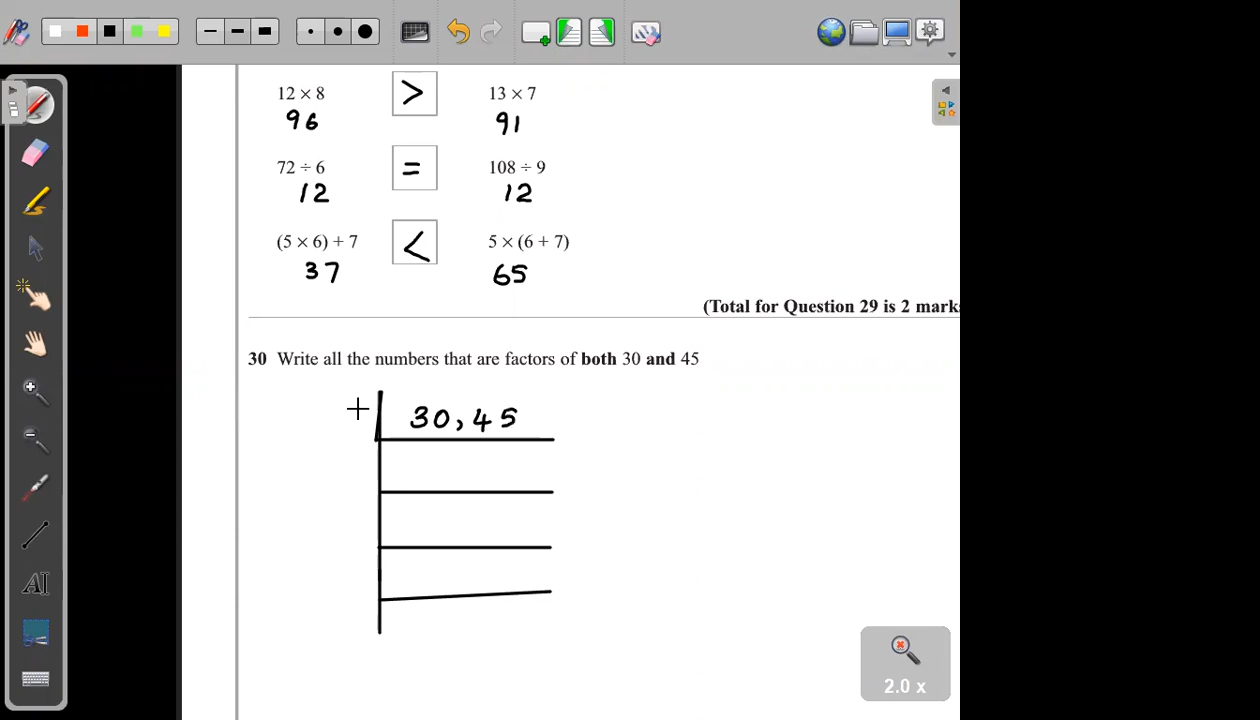 12 × 8 > 13 × 7
96 91
72 ÷ 6 = 108 ÷ 9
12 12
(5 × 6) + 7 < 5 × (6 + 7)
37 65
(Total for Question 29 is 2 mark
30 Write all the numbers that are factors of both 30 and 45
30, 45
AI
2.0 x